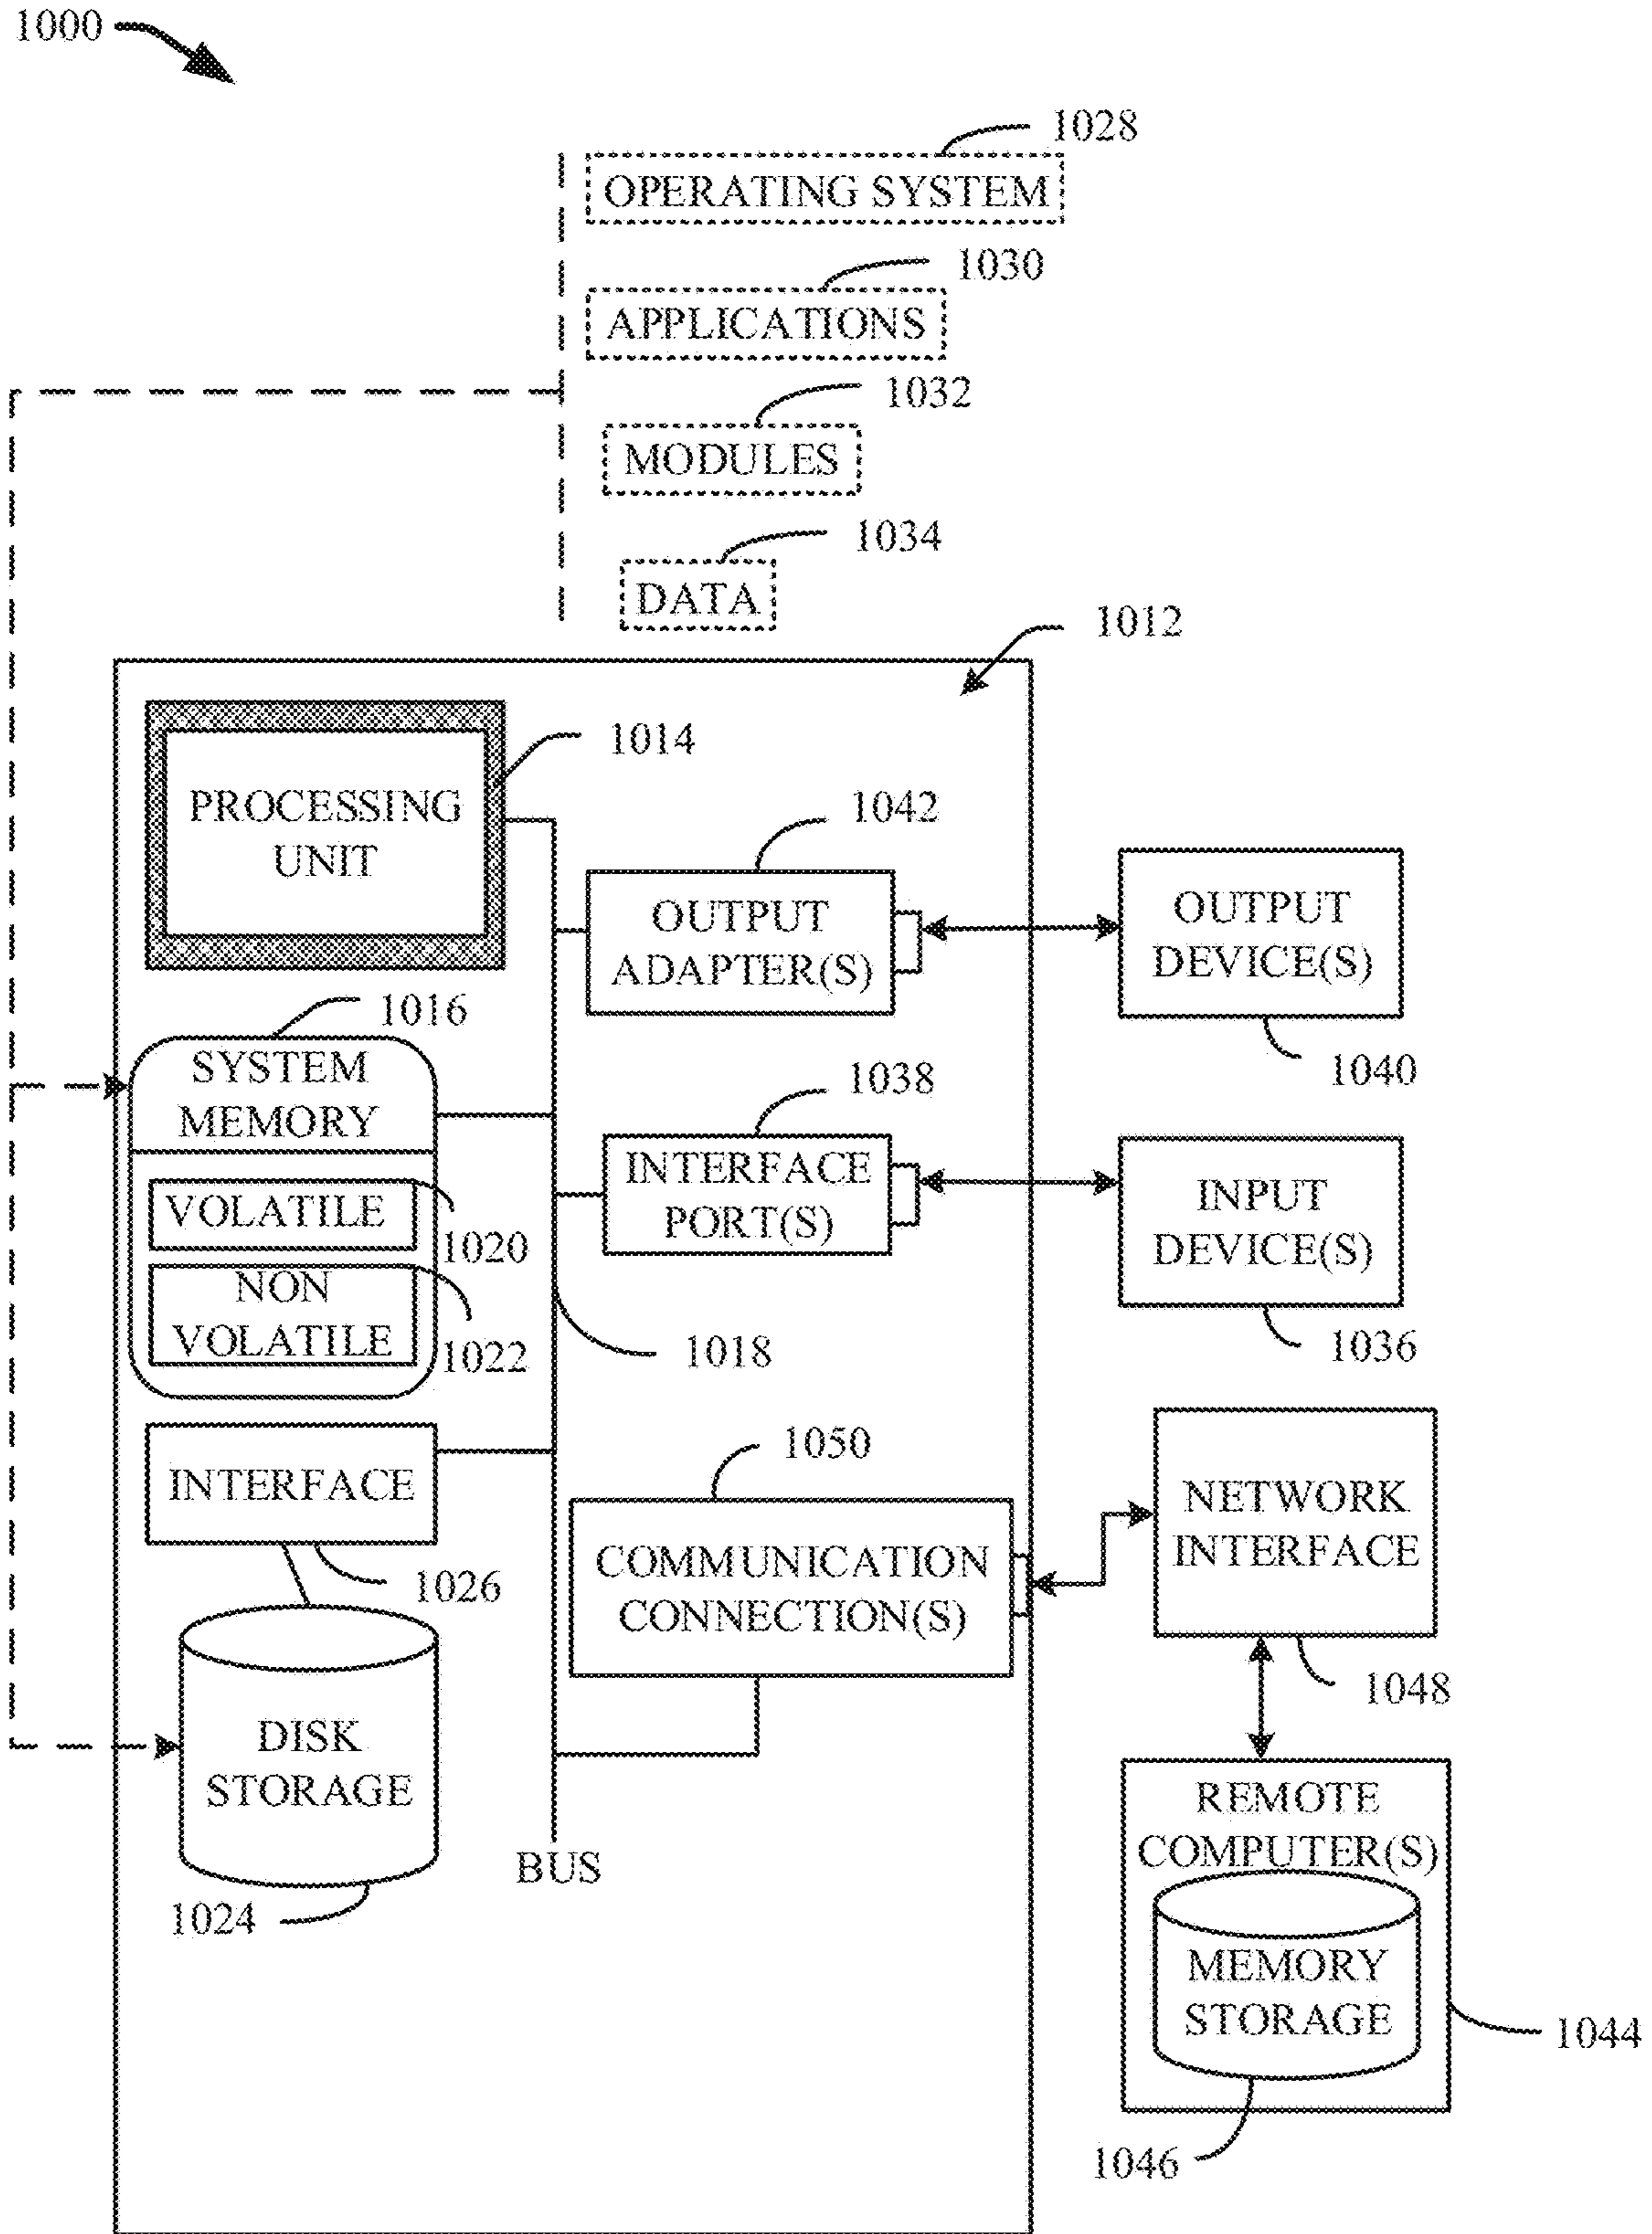 1000
1028
OPERATING SYSTEM
1030
APPLICATIONS
1032
MODULES
1034
DATA
1012
1014
PROCESSING
UNIT
1042
OUTPUT
ADAPTER(S)
OUTPUT
DEVICE(S)
1040
1016
SYSTEM
MEMORY
VOLATILE
1020
NON
VOLATILE
1022
1038
INTERFACE
PORT(S)
INPUT
DEVICE(S)
1036
1018
INTERFACE
1026
1050
COMMUNICATION
CONNECTION(S)
NETWORK
INTERFACE
1048
DISK
STORAGE
1024
BUS
REMOTE
COMPUTER(S)
MEMORY
STORAGE
1044
1046